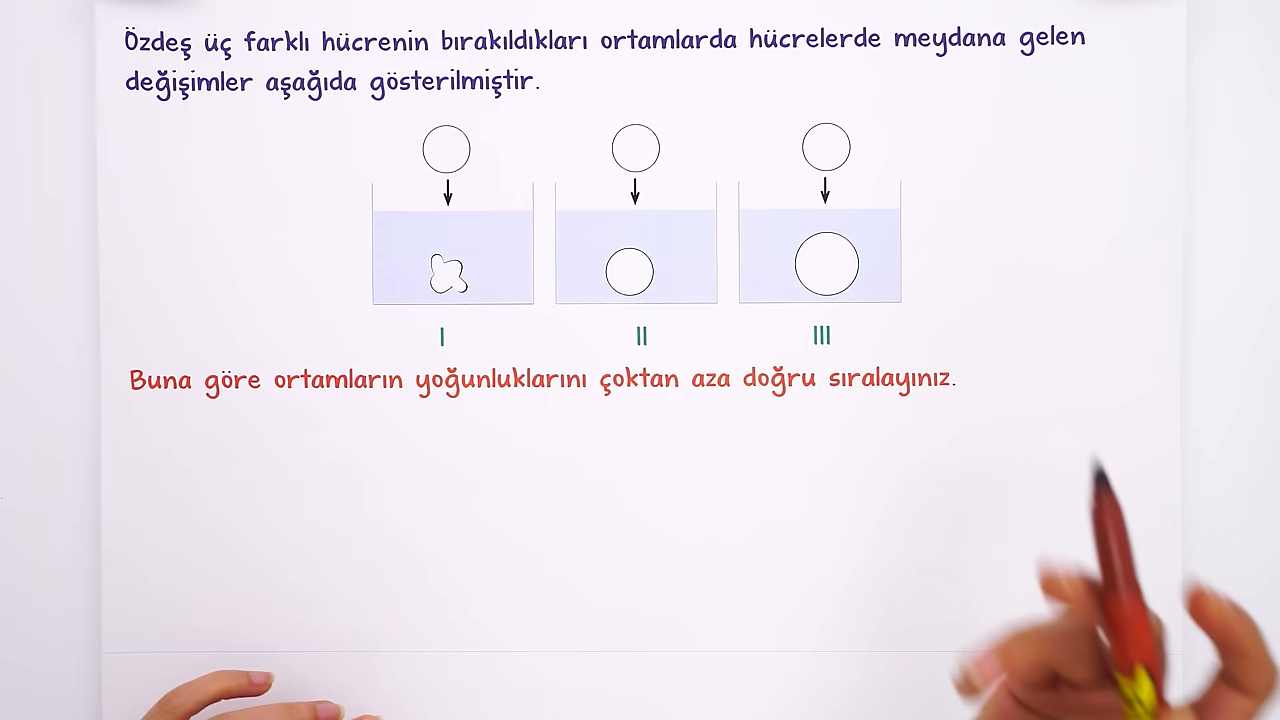 Özdeş üç farklı hücrenin bırakıldıkları ortamlarda hücrelerde meydana gelen
değişimler aşağıda gösterilmiştir.
I II III
Buna göre ortamların yoğunluklarını çoktan aza doğru sıralayınız.